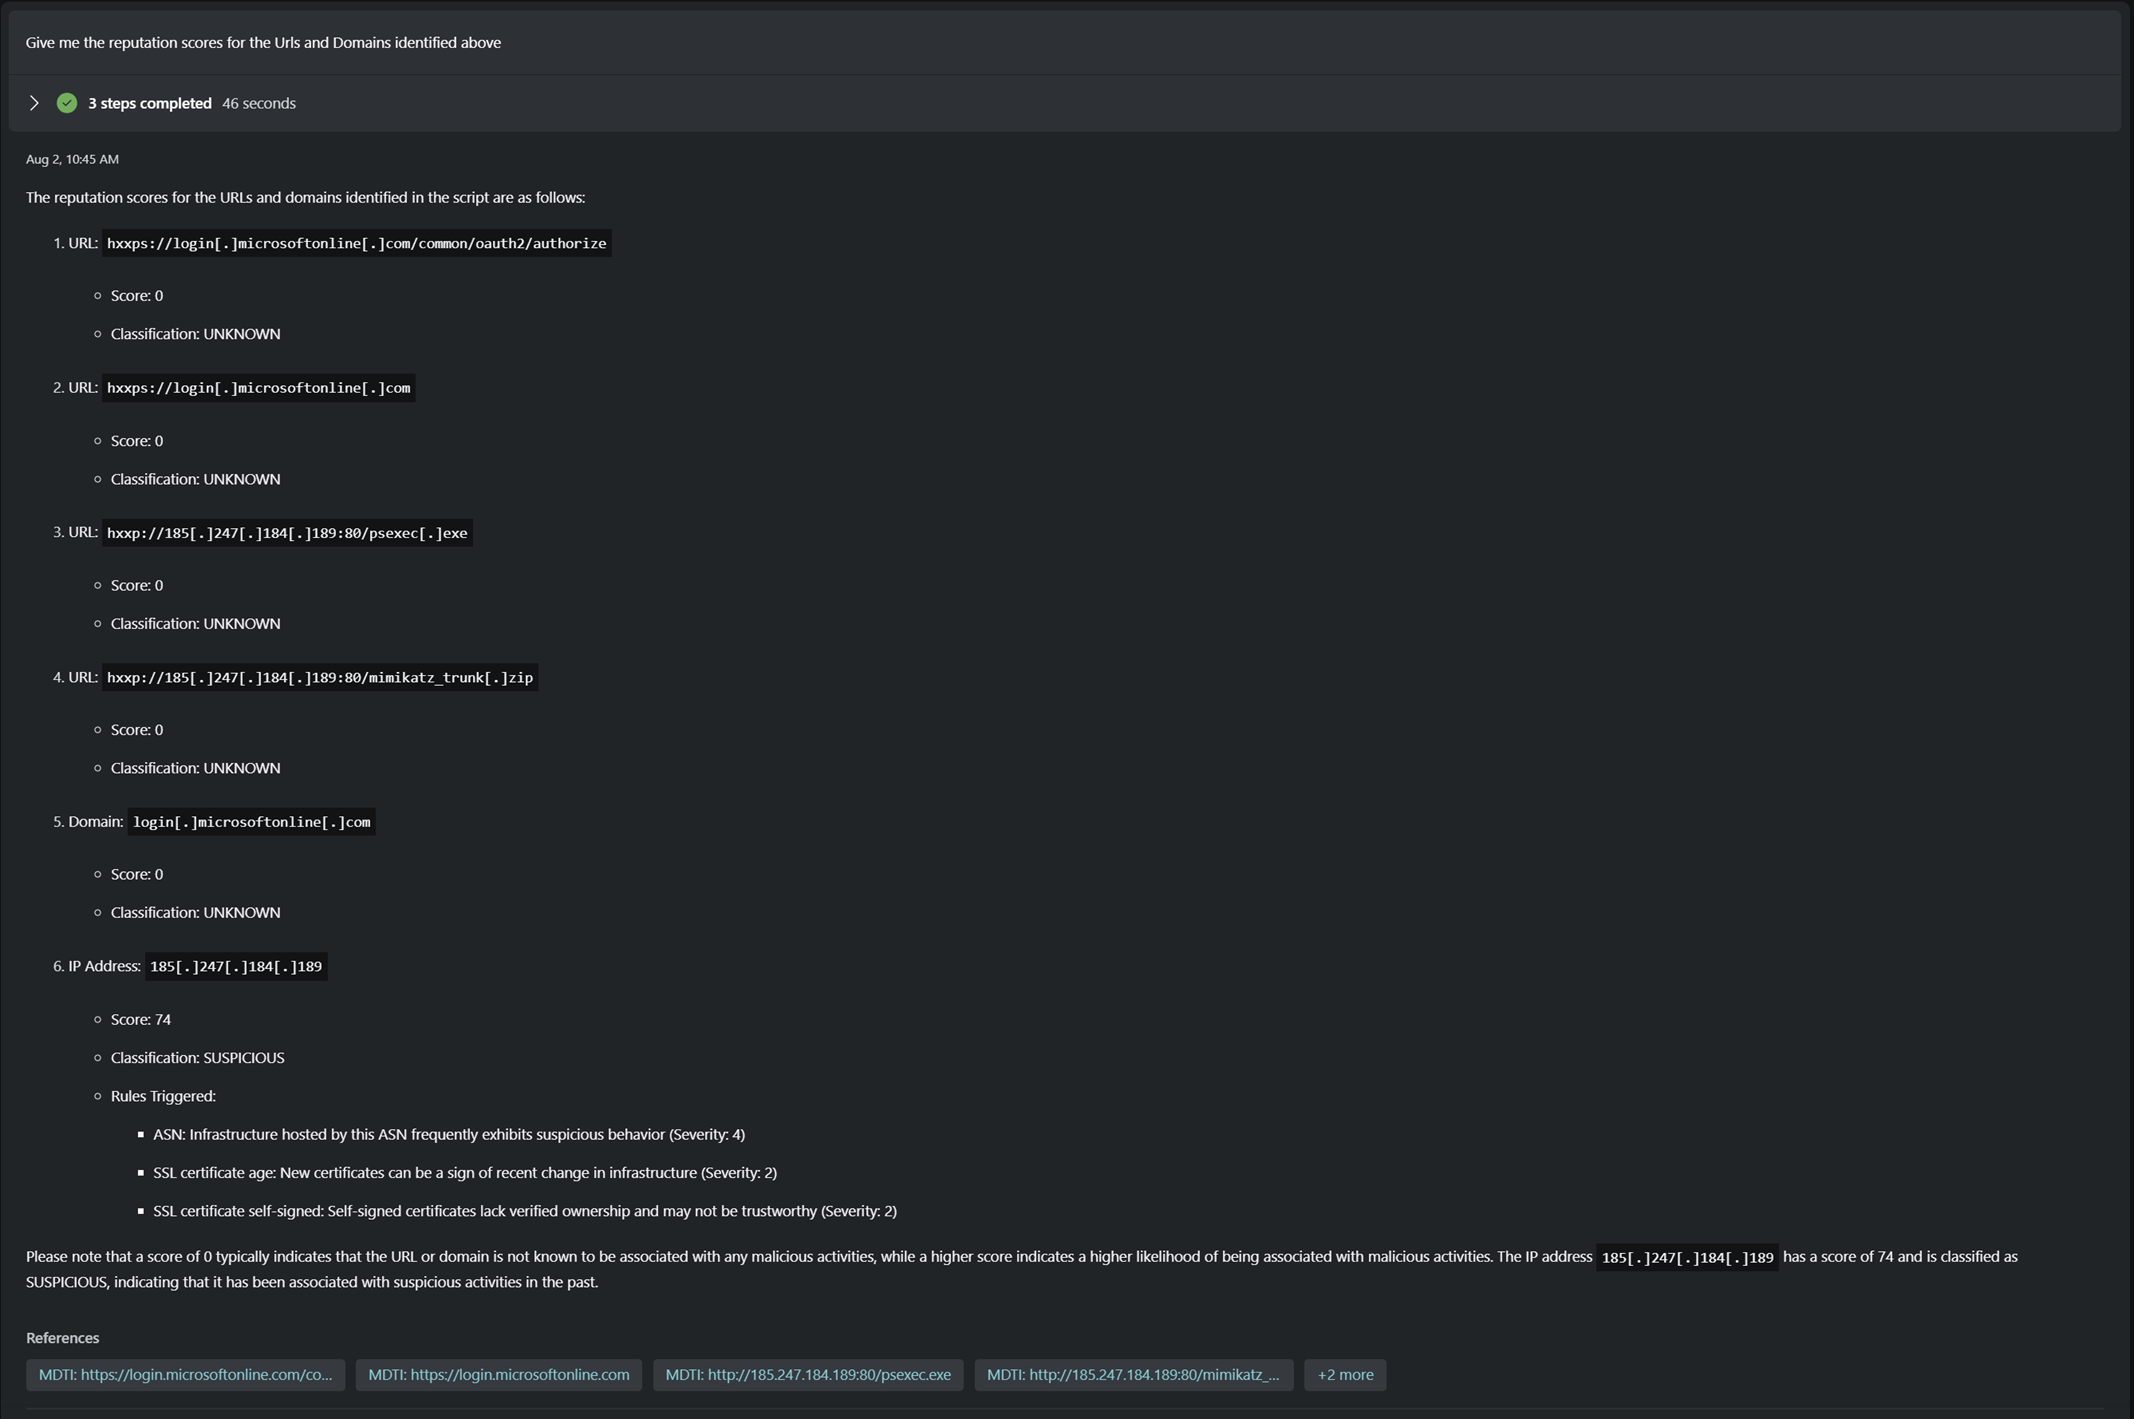 Give me the reputation scores for the Urls and Domains identified above
3 steps completed 46 seconds
Aug 2, 10:45 AM
The reputation scores for the URLs and domains identified in the script are as follows:
1. URL: hxxps://login[.]microsoftonline[.]com/common/oauth2/authorize
Score: 0
Classification: UNKNOWN
2. URL: hxxps://login[.]microsoftonline[.]com
Score: 0
Classification: UNKNOWN
3. URL: hxxp://185[.]247[.]184[.]189:80/psexec[.]exe
Score: 0
Classification: UNKNOWN
4. URL: hxxp://185[.]247[.]184[.]189:80/mimikatz_trunk[.]zip
Score: 0
Classification: UNKNOWN
5. Domain: login[.]microsoftonline[.]com
Score: 0
Classification: UNKNOWN
6. IP Address: 185[.]247[.]184[.]189
Score: 74
Classification: SUSPICIOUS
Rules Triggered:
ASN: Infrastructure hosted by this ASN frequently exhibits suspicious behavior (Severity: 4)
SSL certificate age: New certificates can be a sign of recent change in infrastructure (Severity: 2)
SSL certificate self-signed: Self-signed certificates lack verified ownership and may not be trustworthy (Severity: 2)
Please note that a score of 0 typically indicates that the URL or domain is not known to be associated with any malicious activities, while a higher score indicates a higher likelihood of being associated with malicious activities. The IP address 185[.]247[.]184[.]189 has a score of 74 and is classified as
SUSPICIOUS, indicating that it has been associated with suspicious activities in the past.
References
MDTI: https://login.microsoftonline.com/co... MDTI: https://login.microsoftonline.com MDTI: http://185.247.184.189:80/psexec.exe MDTI: http://185.247.184.189:80/mimikatz_... +2 more